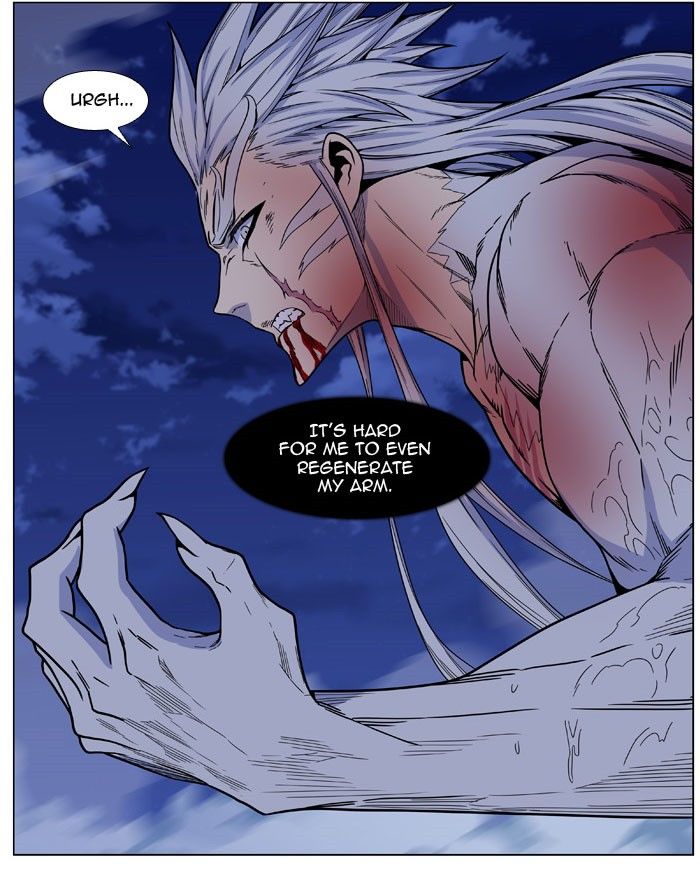 URGH...
IT'S HARD
FOR ME TO EVEN
REGENERATE
MY ARM.